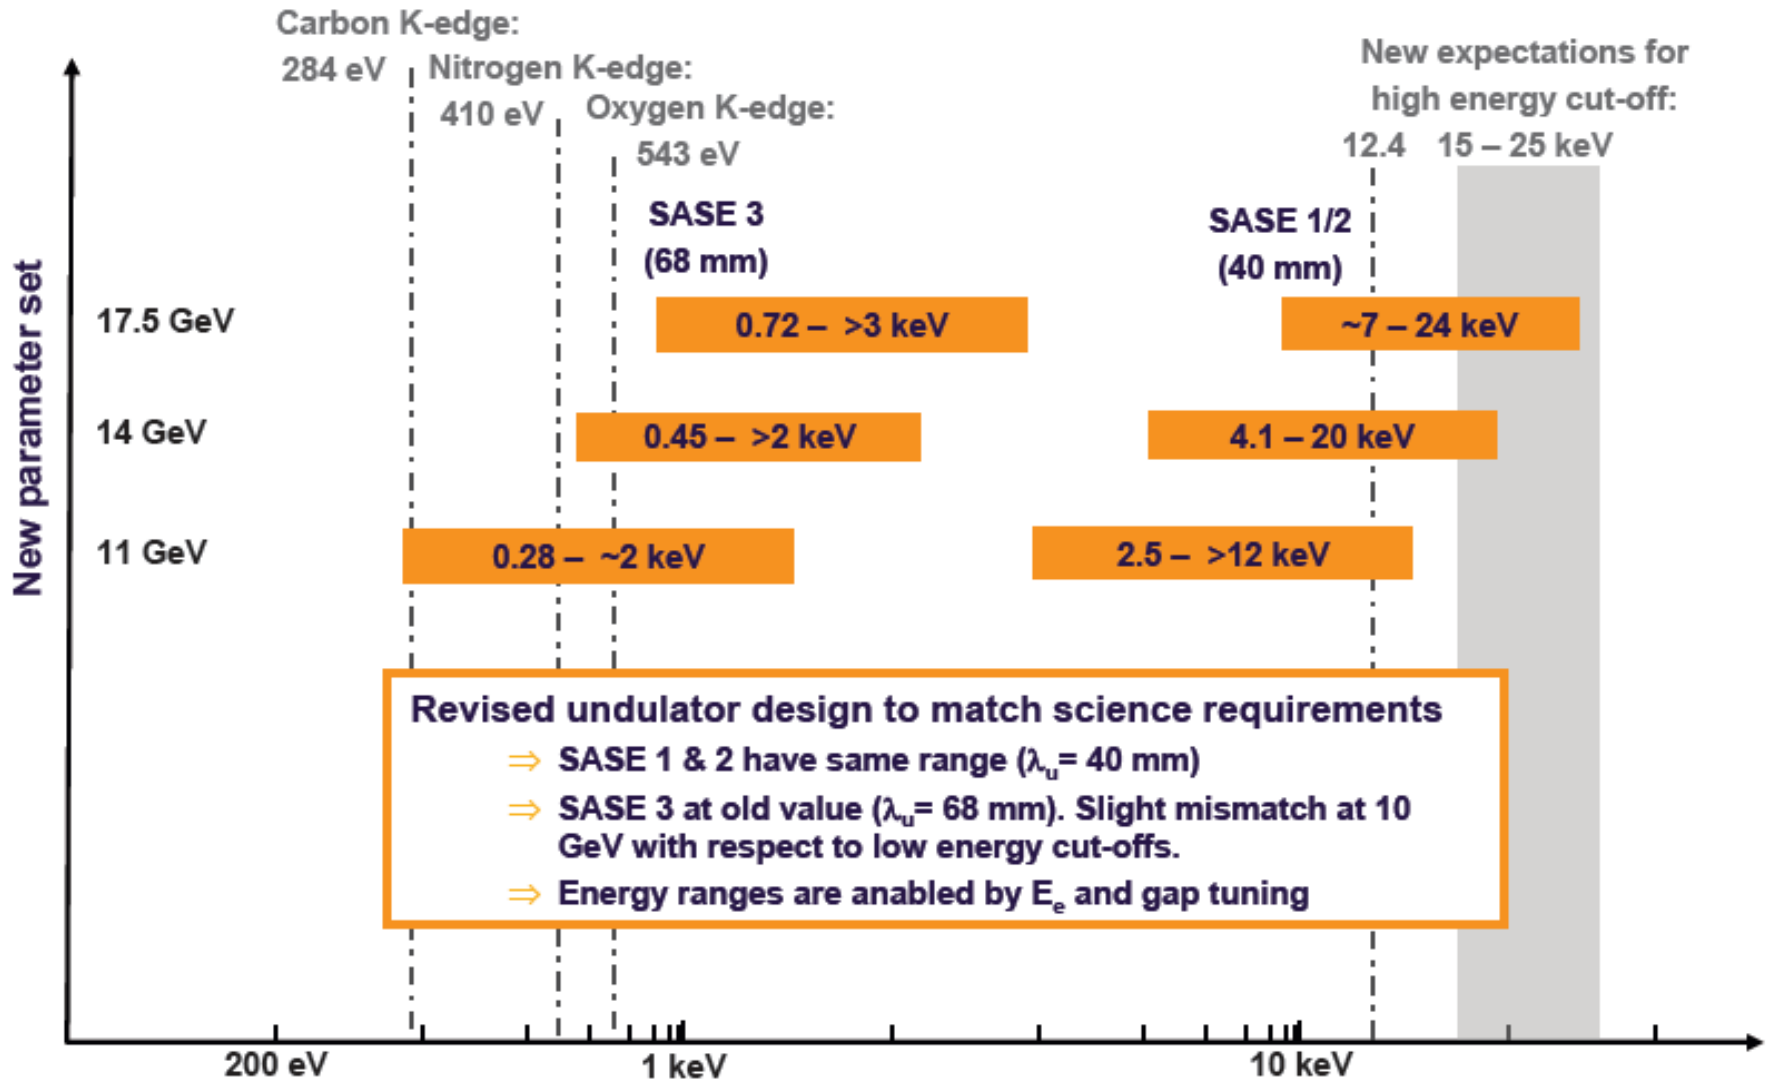 Carbon K-edge:
284 eV
Nitrogen K-edge:
410 eV
Oxygen K-edge:
543 eV
New expectations for
high energy cut-off:
12.4 15 – 25 keV
New parameter set
SASE 3
(68 mm)
SASE 1/2
(40 mm)
17.5 GeV
0.72 – >3 keV
~7 – 24 keV
14 GeV
0.45 – >2 keV
4.1 – 20 keV
11 GeV
0.28 – ~2 keV
2.5 – >12 keV
Revised undulator design to match science requirements
⇒ SASE 1 & 2 have same range (λu= 40 mm)
⇒ SASE 3 at old value (λu= 68 mm). Slight mismatch at 10
GeV with respect to low energy cut-offs.
⇒ Energy ranges are anabled by Ee and gap tuning
200 eV
1 keV
10 keV